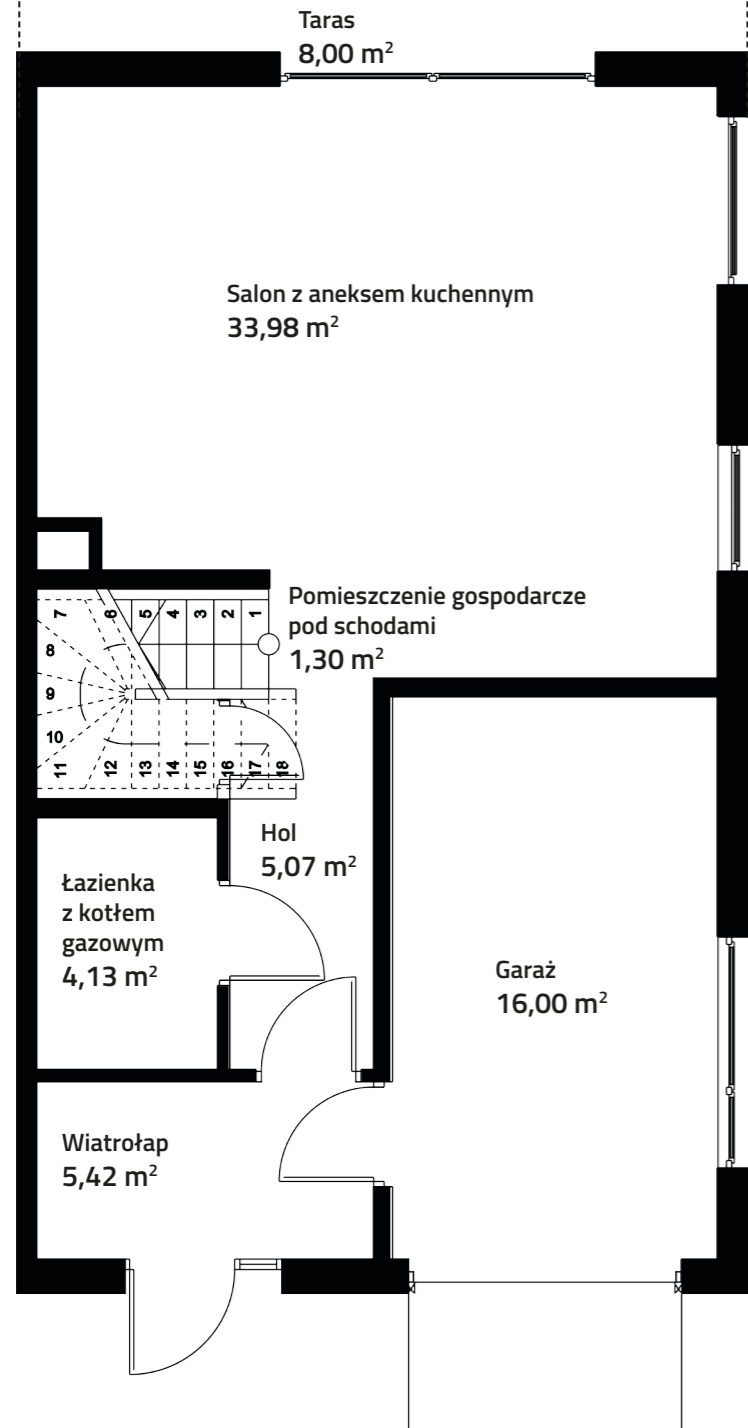 Taras
8,00 m²
Salon z aneksem kuchennym
33,98 m²
Pomieszczenie gospodarcze
pod schodami
1,30 m²
7 6 5 4 3 2 1
8
9
10
11 12 13 14 15 16 17 18
Hol
5,07 m²
Łazienka
z kotłem
gazowym
4,13 m²
Garaż
16,00 m²
Wiatrołap
5,42 m²